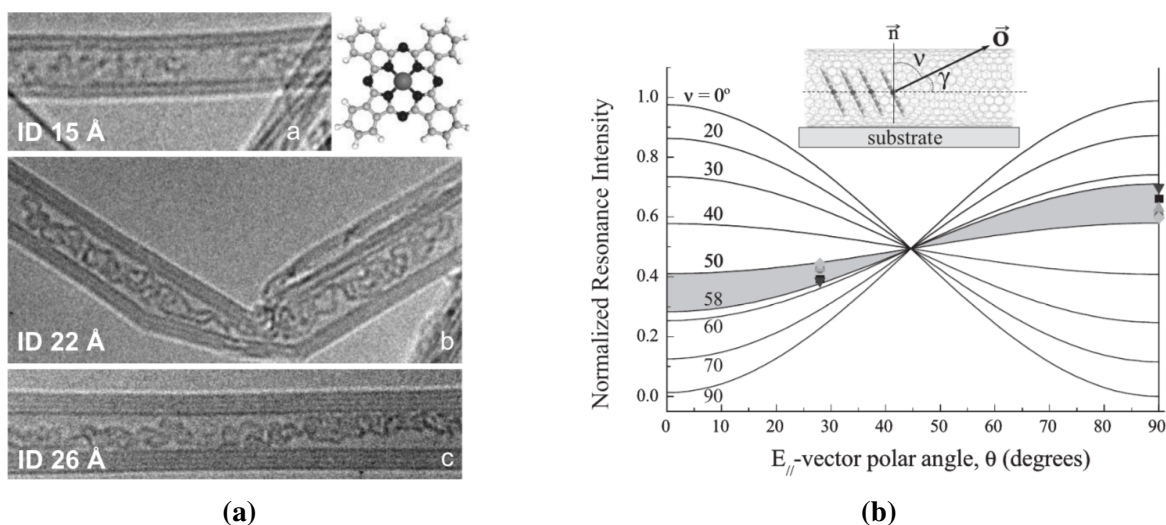 ID 15 Å
a
ID 22 Å
b
ID 26 Å
c
(a)
n⃗
O⃗
ν
γ
substrate
ν = 0º
20
30
40
50
58
60
70
90
1.0
0.8
0.6
0.4
0.2
0.0
Normalized Resonance Intensity
0 10 20 30 40 50 60 70 80 90
E//-vector polar angle, θ (degrees)
(b)